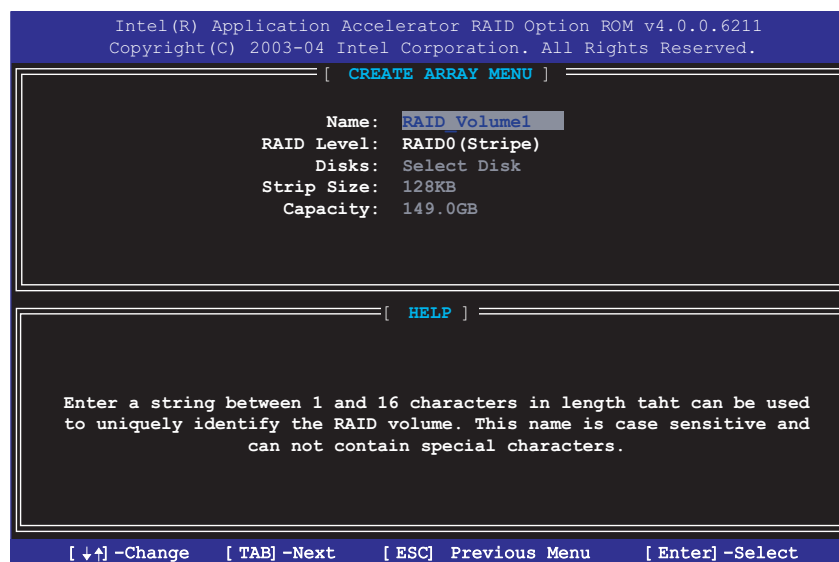 Intel(R) Application Accelerator RAID Option ROM v4.0.0.6211
Copyright(C) 2003-04 Intel Corporation. All Rights Reserved.
[ CREATE ARRAY MENU ]
Name: RAID_Volume1
RAID Level: RAID0(Stripe)
Disks: Select Disk
Strip Size: 128KB
Capacity: 149.0GB
[ HELP ]
Enter a string between 1 and 16 characters in length taht can be used
to uniquely identify the RAID volume. This name is case sensitive and
can not contain special characters.
[↓↑]-Change [TAB]-Next [ESC] Previous Menu [Enter]-Select